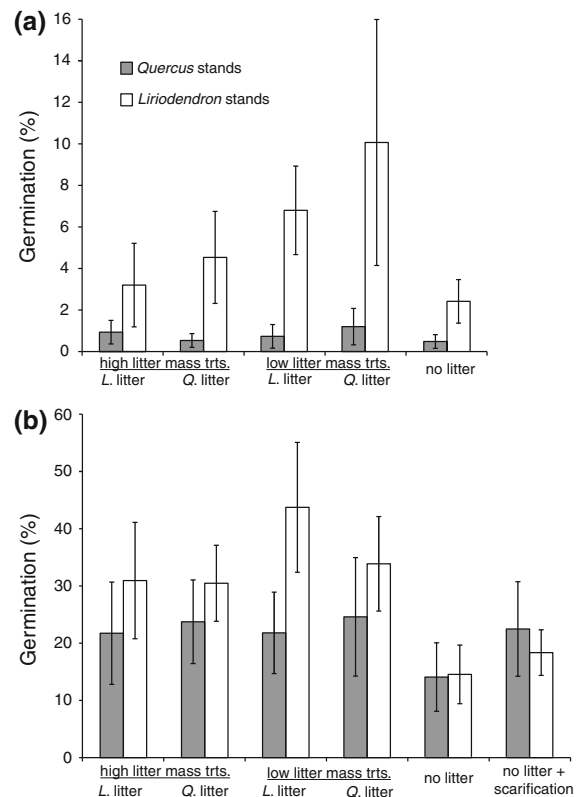 (a)
16
14
12
10
8
6
4
2
0
Germination (%)
Quercus stands
Liriodendron stands
high litter mass trts.
L. litter
Q. litter
low litter mass trts.
L. litter
Q. litter
no litter
(b)
60
50
40
30
20
10
0
Germination (%)
high litter mass trts.
L. litter
Q. litter
low litter mass trts.
L. litter
Q. litter
no litter
no litter +
scarification